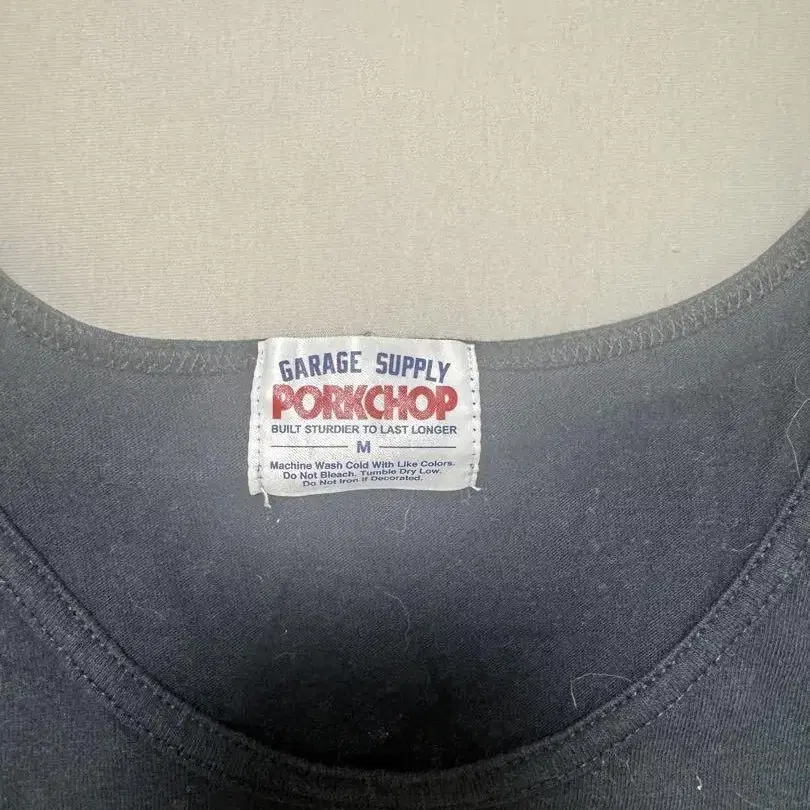 GARAGE SUPPLY
PORKCHOP
BUILT STURDIER TO LAST LONGER
M
Machine Wash Cold With Like Colors.
Do Not Bleach. Tumble Dry Low.
Do Not Iron If Decorated.